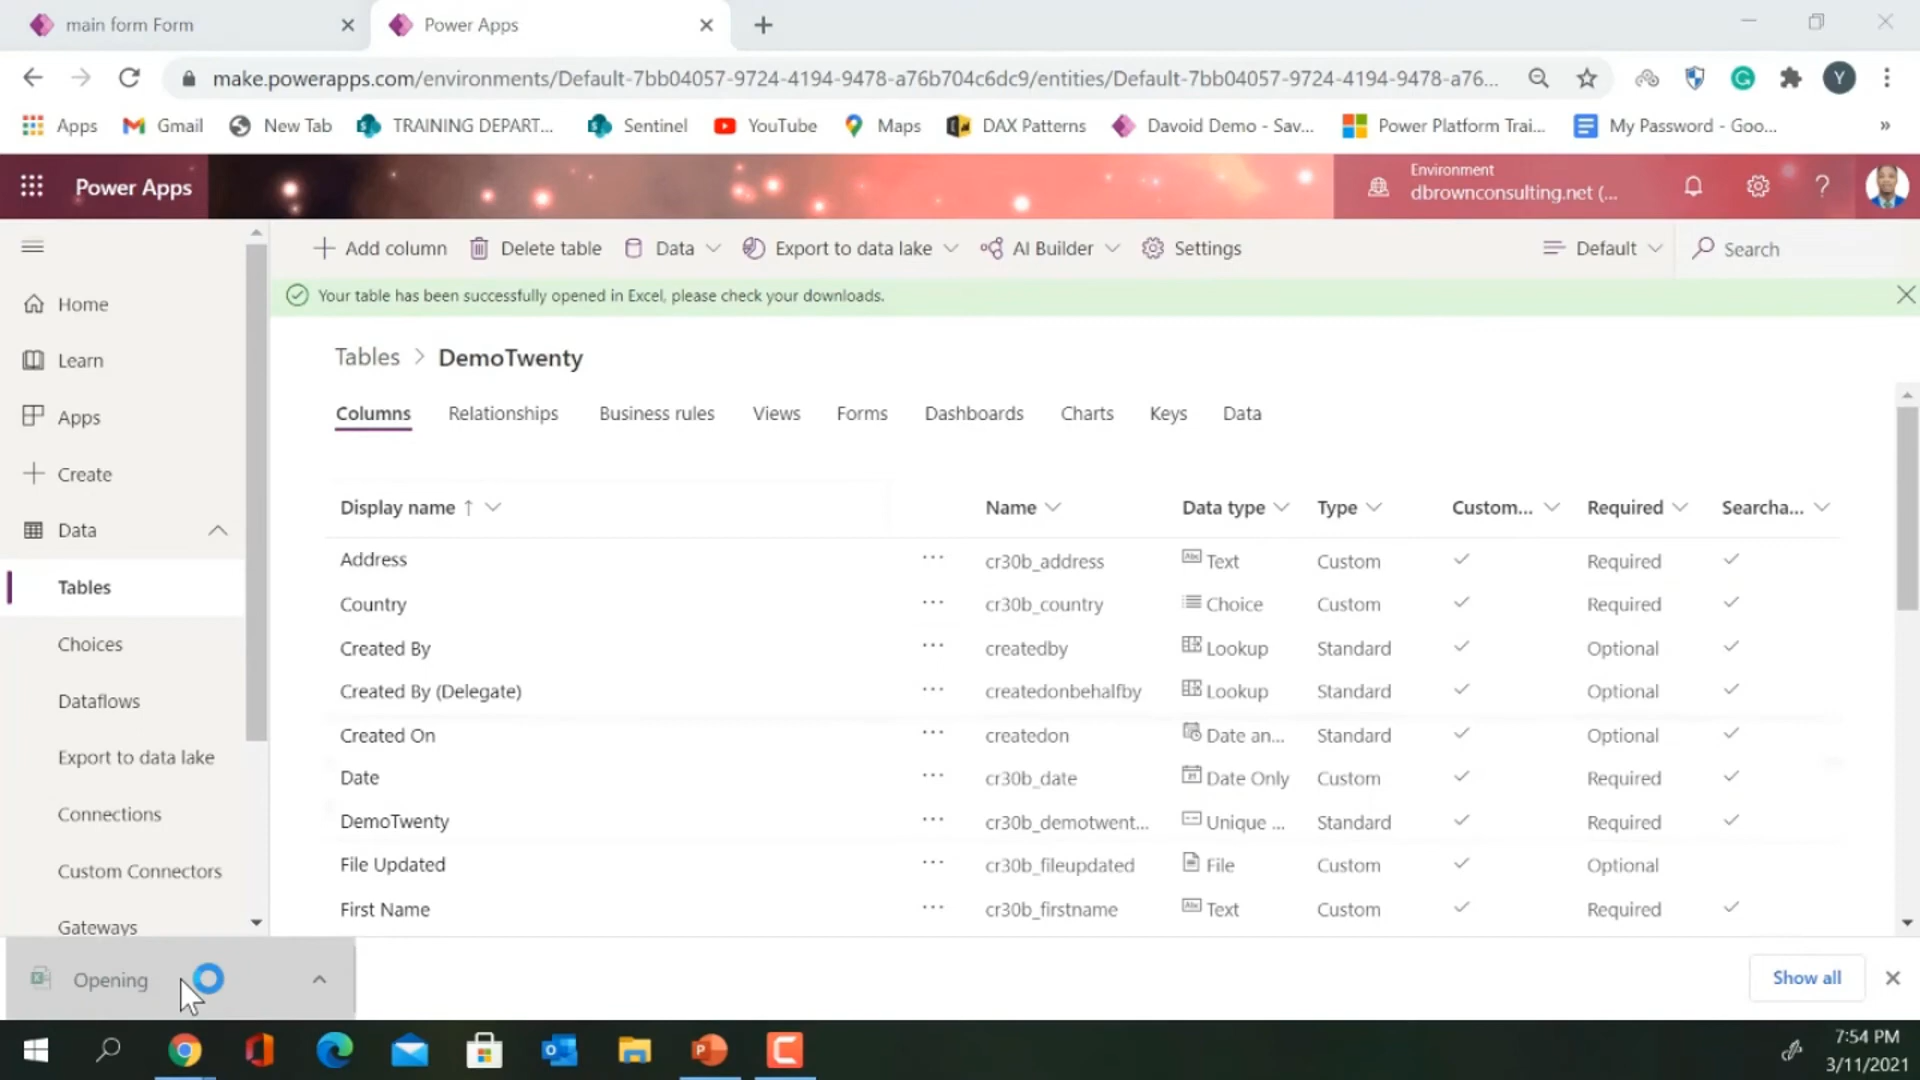 main form Form
Power Apps
make.powerapps.com/environments/Default-7bb04057-9724-4194-9478-a76b704c6dc9/entities/Default-7bb04057-9724-4194-9478-a76...
Y
Apps
Gmail
New Tab
TRAINING DEPART...
Sentinel
YouTube
Maps
DAX Patterns
Davoid Demo - Sav...
Power Platform Trai...
My Password - Goo...
»
Power Apps
Environment
dbrownconsulting.net (...
?
Add column
Delete table
Data
Export to data lake
AI Builder
Settings
Default
Search
Your table has been successfully opened in Excel, please check your downloads.
Home
Learn
Apps
Create
Data
Tables
Choices
Dataflows
Export to data lake
Connections
Custom Connectors
Gateways
Tables > DemoTwenty
Columns Relationships Business rules Views Forms Dashboards Charts Keys Data
Display name ↑ Name Data type Type Custom... Required Searcha...
Address ... cr30b_address Abc Text Custom Required
Country ... cr30b_country Choice Custom Required
Created By ... createdby Lookup Standard Optional
Created By (Delegate) ... createdonbehalfby Lookup Standard Optional
Created On ... createdon Date an... Standard Optional
Date ... cr30b_date Date Only Custom Required
DemoTwenty ... cr30b_demotwent... Unique ... Standard Required
File Updated ... cr30b_fileupdated File Custom Optional
First Name ... cr30b_firstname Abc Text Custom Required
Opening
Show all
7:54 PM
3/11/2021